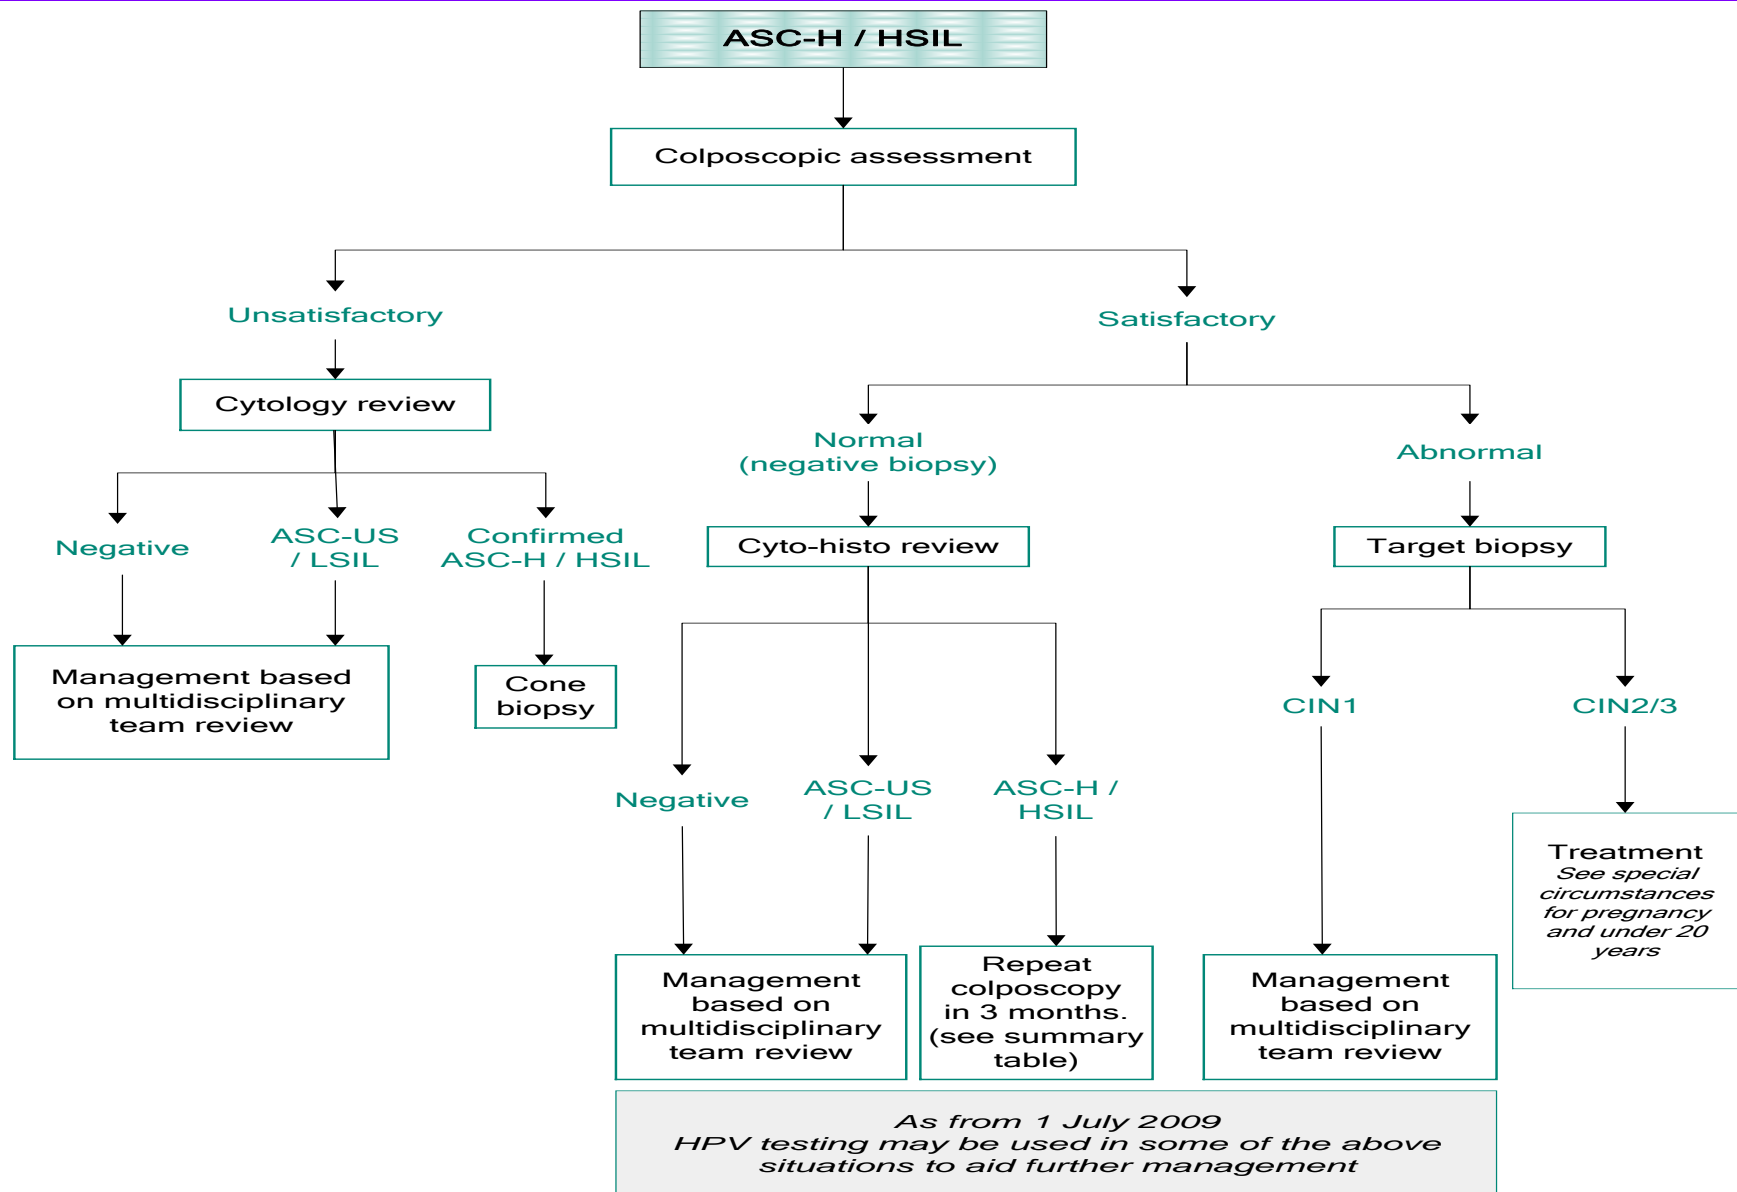 ASC-H / HSIL
Colposcopic assessment
Unsatisfactory
Satisfactory
Cytology review
Normal
(negative biopsy)
Abnormal
Negative
ASC-US
/ LSIL
Confirmed
ASC-H / HSIL
Cyto-histo review
Target biopsy
Management based
on multidisciplinary
team review
Cone
biopsy
CIN1
CIN2/3
Negative
ASC-US
/ LSIL
ASC-H /
HSIL
Treatment
See special
circumstances
for pregnancy
and under 20
years
Management
based on
multidisciplinary
team review
Repeat
colposcopy
in 3 months.
(see summary
table)
Management
based on
multidisciplinary
team review
As from 1 July 2009
HPV testing may be used in some of the above
situations to aid further management